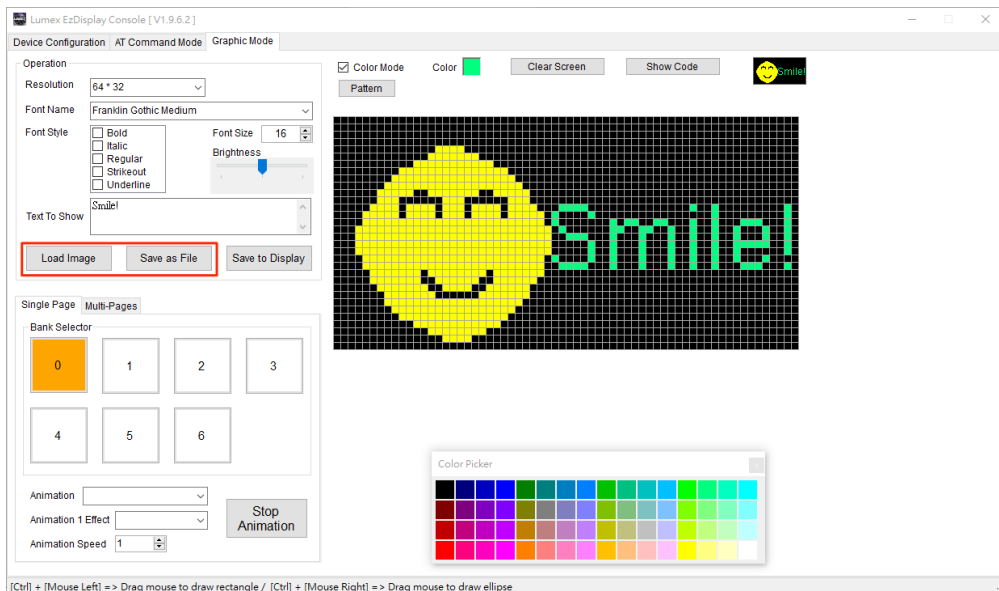 LUMEX Lumex EzDisplay Console [ V1.9.6.2 ]
Device Configuration AT Command Mode Graphic Mode
Operation
Resolution 64 * 32
Font Name Franklin Gothic Medium
Font Style
Bold
Italic
Regular
Strikeout
Underline
Font Size 16
Brightness
Text To Show Smile!
Load Image Save as File Save to Display
Color Mode Color Clear Screen Show Code
Pattern
Smile!
Smile!
Single Page Multi-Pages
Bank Selector
0 1 2 3
4 5 6
Animation
Animation 1 Effect
Animation Speed 1
Stop
Animation
Color Picker
[Ctrl] + [Mouse Left] => Drag mouse to draw rectangle / [Ctrl] + [Mouse Right] => Drag mouse to draw ellipse